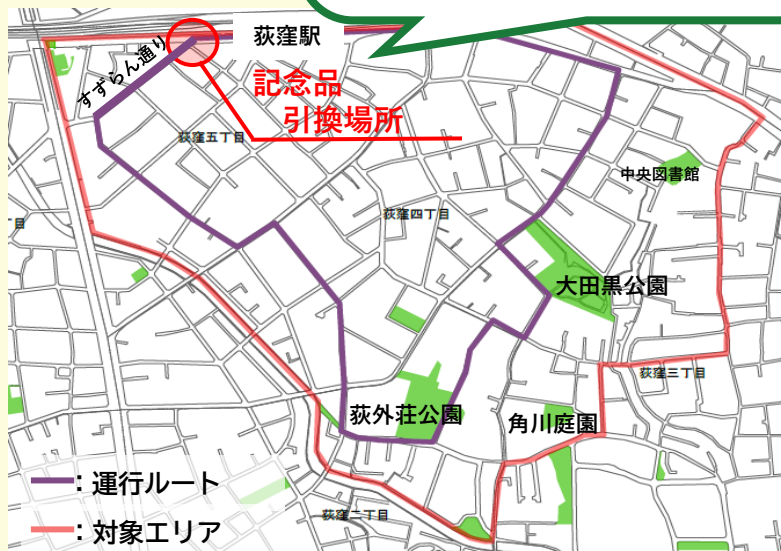 荻窪駅
すずらん通り
記念品
引換場所
荻窪五丁目
中央図書館
荻窪四丁目
丁目
大田黒公園
荻窪三丁目
荻外荘公園
角川庭園
：運行ルート
荻窪二丁目
：対象エリア